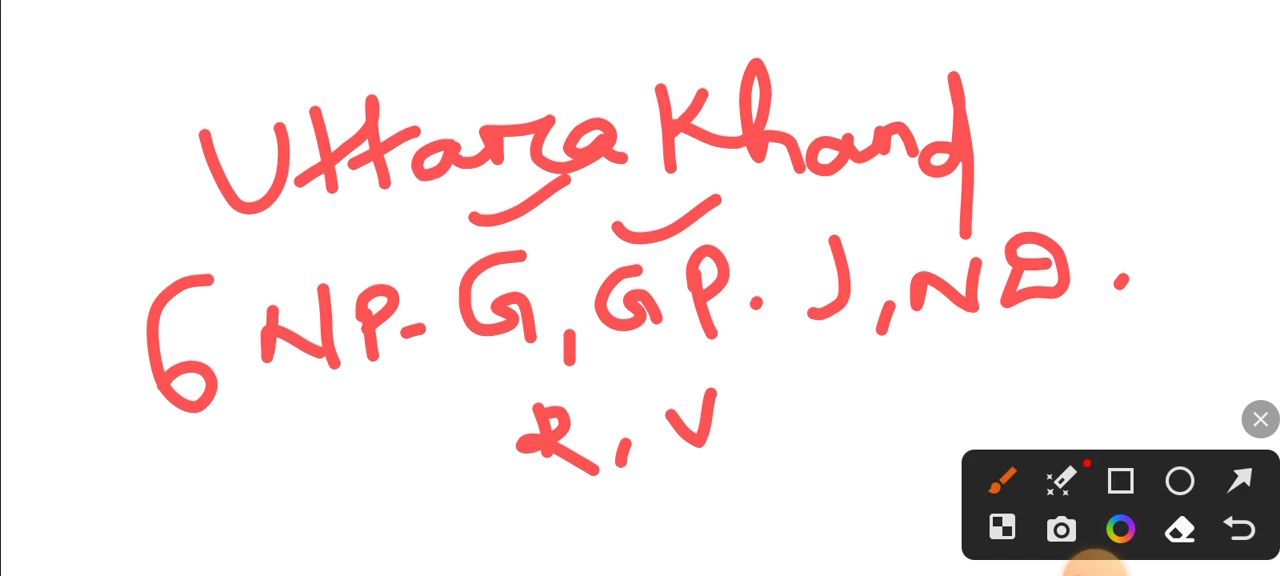 UttaraKhand
6 NP- G, GP. J, ND.
R, V